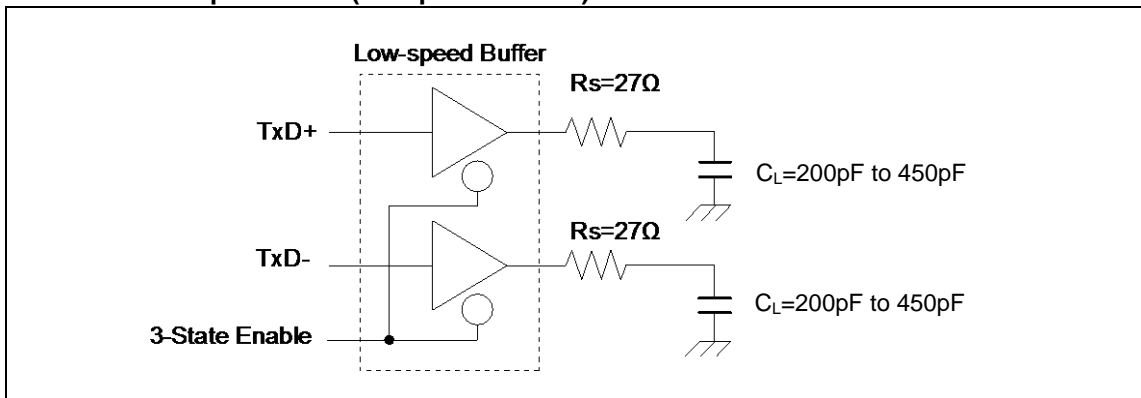 Low-speed Buffer
Rs=27Ω
TxD+
CL=200pF to 450pF
Rs=27Ω
TxD-
CL=200pF to 450pF
3-State Enable